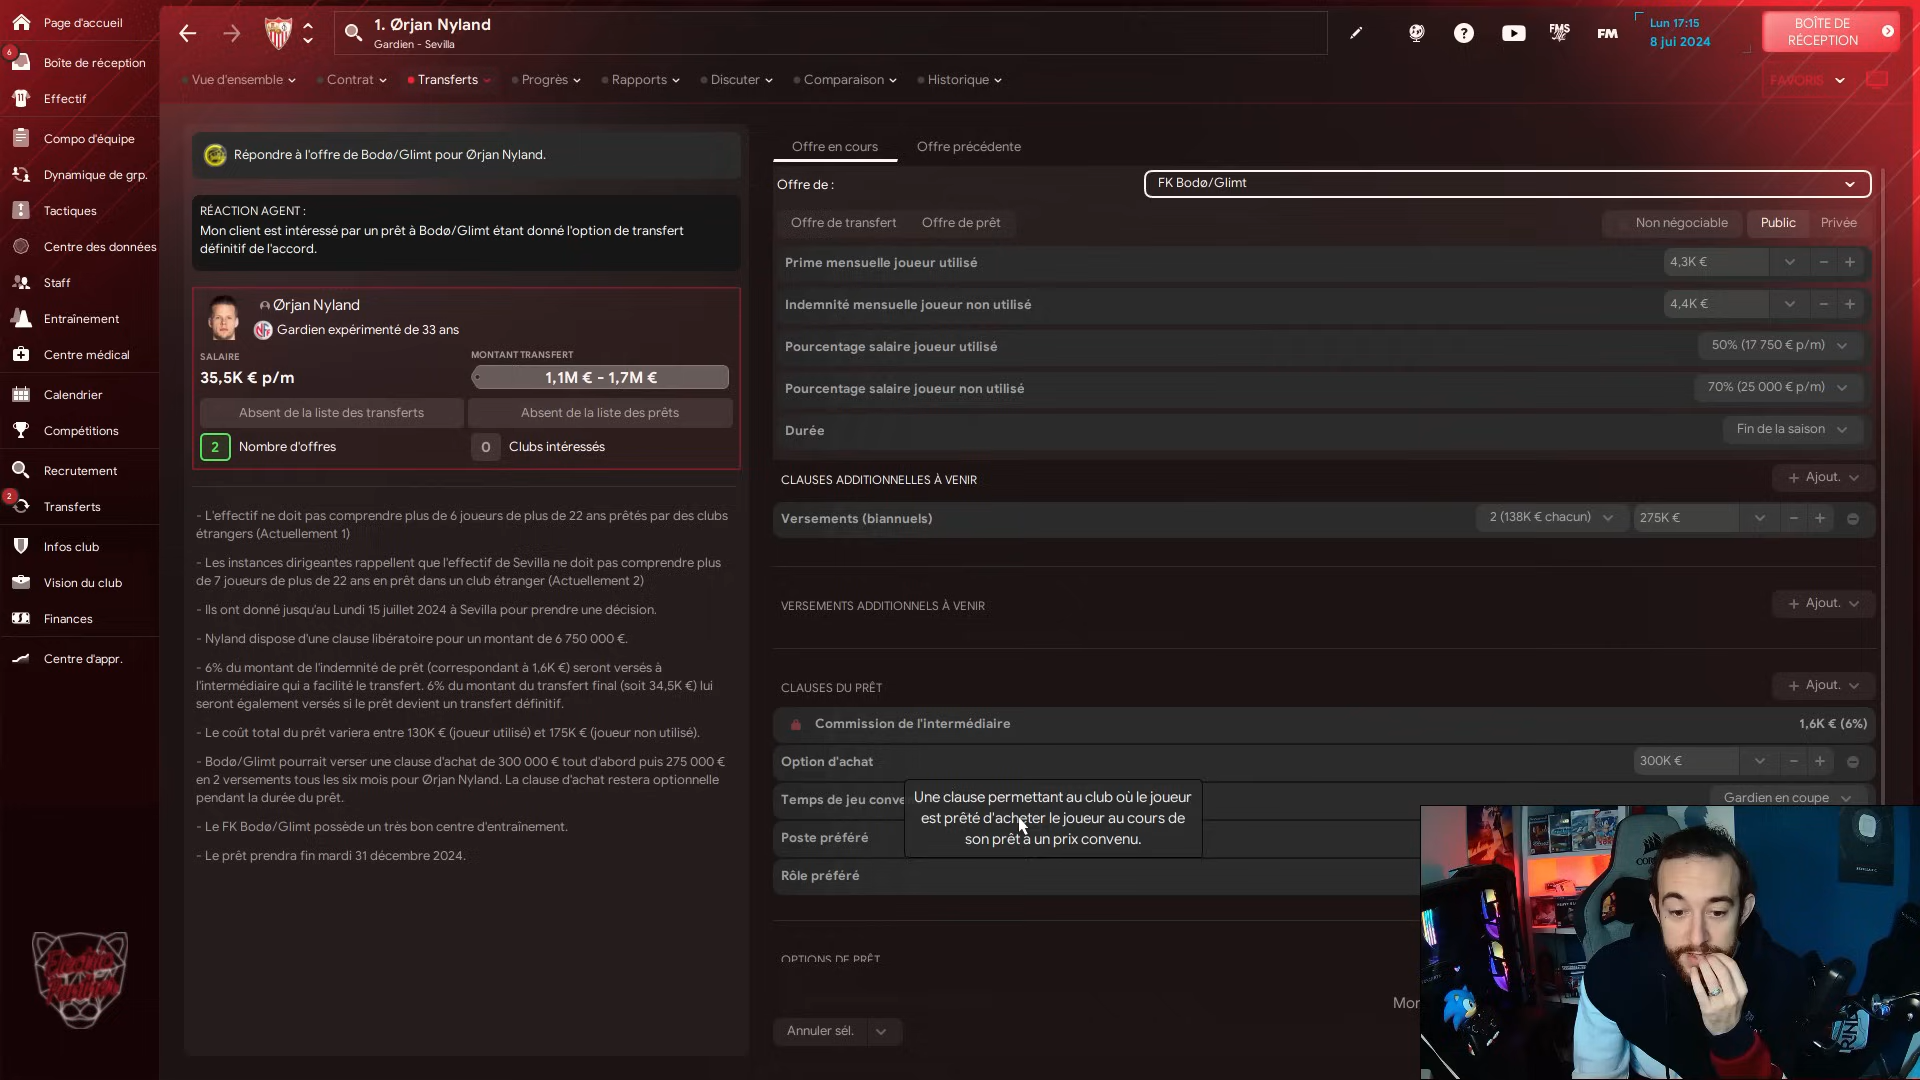 Page d'accueil
6
Boîte de réception
11
Effectif
Compo d'équipe
Dynamique de grp.
Tactiques
Centre des données
Staff
Entraînement
Centre médical
Calendrier
Compétitions
Recrutement
2
Transferts
Infos club
Vision du club
Finances
Centre d'appr.
1. Ørjan Nyland
Gardien - Sevilla
FMS
FM
Lun 17:15
8 jui 2024
BOÎTE DE
RÉCEPTION
Vue d'ensemble
Contrat
Transferts
Progrès
Rapports
Discuter
Comparaison
Historique
FAVORIS
Répondre à l'offre de Bodø/Glimt pour Ørjan Nyland.
RÉACTION AGENT :
Mon client est intéressé par un prêt à Bodø/Glimt étant donné l'option de transfert
définitif de l'accord.
Ørjan Nyland
Gardien expérimenté de 33 ans
SALAIRE
35,5K € p/m
MONTANT TRANSFERT
1,1M € - 1,7M €
Absent de la liste des transferts
Absent de la liste des prêts
2 Nombre d'offres
0 Clubs intéressés
- L'effectif ne doit pas comprendre plus de 6 joueurs de plus de 22 ans prêtés par des clubs
étrangers (Actuellement 1)
- Les instances dirigeantes rappellent que l'effectif de Sevilla ne doit pas comprendre plus
de 7 joueurs de plus de 22 ans en prêt dans un club étranger (Actuellement 2)
- Ils ont donné jusqu'au Lundi 15 juillet 2024 à Sevilla pour prendre une décision.
- Nyland dispose d'une clause libératoire pour un montant de 6 750 000 €.
- 6% du montant de l'indemnité de prêt (correspondant à 1,6K €) seront versés à
l'intermédiaire qui a facilité le transfert. 6% du montant du transfert final (soit 34,5K €) lui
seront également versés si le prêt devient un transfert définitif.
- Le coût total du prêt variera entre 130K € (joueur utilisé) et 175K € (joueur non utilisé).
- Bodø/Glimt pourrait verser une clause d'achat de 300 000 € tout d'abord puis 275 000 €
en 2 versements tous les six mois pour Ørjan Nyland. La clause d'achat restera optionnelle
pendant la durée du prêt.
- Le FK Bodø/Glimt possède un très bon centre d'entraînement.
- Le prêt prendra fin mardi 31 décembre 2024.
Offre en cours
Offre précédente
Offre de :
FK Bodø/Glimt
Offre de transfert
Offre de prêt
Non négociable
Public
Privée
Prime mensuelle joueur utilisé
4,3K €
Indemnité mensuelle joueur non utilisé
4,4K €
Pourcentage salaire joueur utilisé
50% (17 750 € p/m)
Pourcentage salaire joueur non utilisé
70% (25 000 € p/m)
Durée
Fin de la saison
CLAUSES ADDITIONNELLES À VENIR
+ Ajout.
Versements (biannuels)
2 (138K € chacun)
275K €
VERSEMENTS ADDITIONNELS À VENIR
+ Ajout.
CLAUSES DU PRÊT
+ Ajout.
Commission de l'intermédiaire
1,6K € (6%)
Option d'achat
300K €
Temps de jeu conve
Gardien en coupe
Une clause permettant au club où le joueur
est prêté d'acheter le joueur au cours de
son prêt à un prix convenu.
Poste préféré
Rôle préféré
OPTIONS DE PRÊT
Mon
Annuler sél.